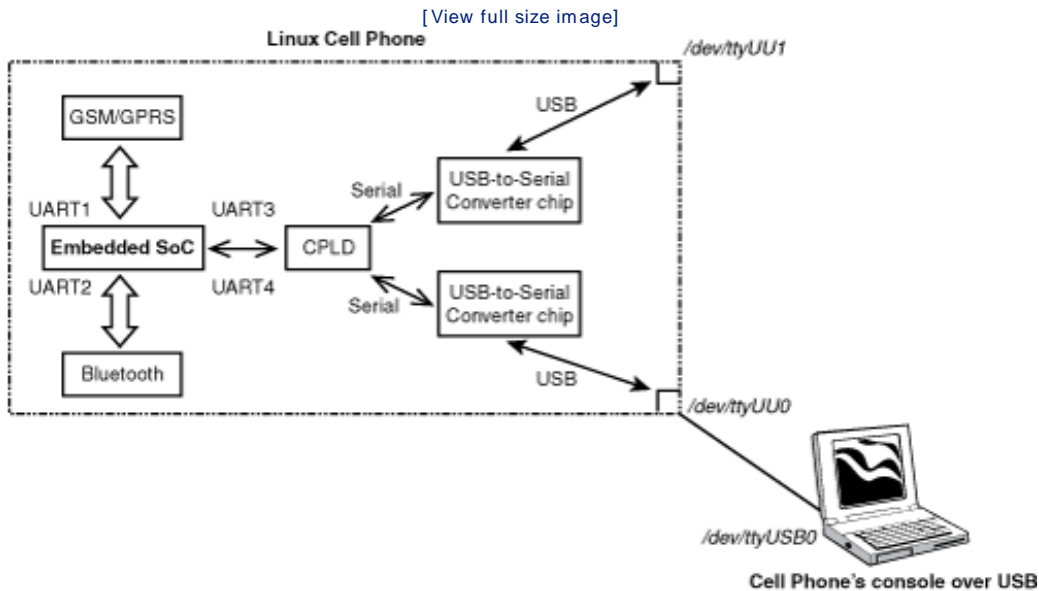 [View full size image]
Linux Cell Phone
/dev/ttyUU1
USB
GSM/GPRS
USB-to-Serial
Converter chip
Serial
UART1
UART3
Embedded SoC
CPLD
UART2
UART4
Serial
USB-to-Serial
Converter chip
Bluetooth
USB
/dev/ttyUU0
/dev/ttyUSB0
Cell Phone's console over USB